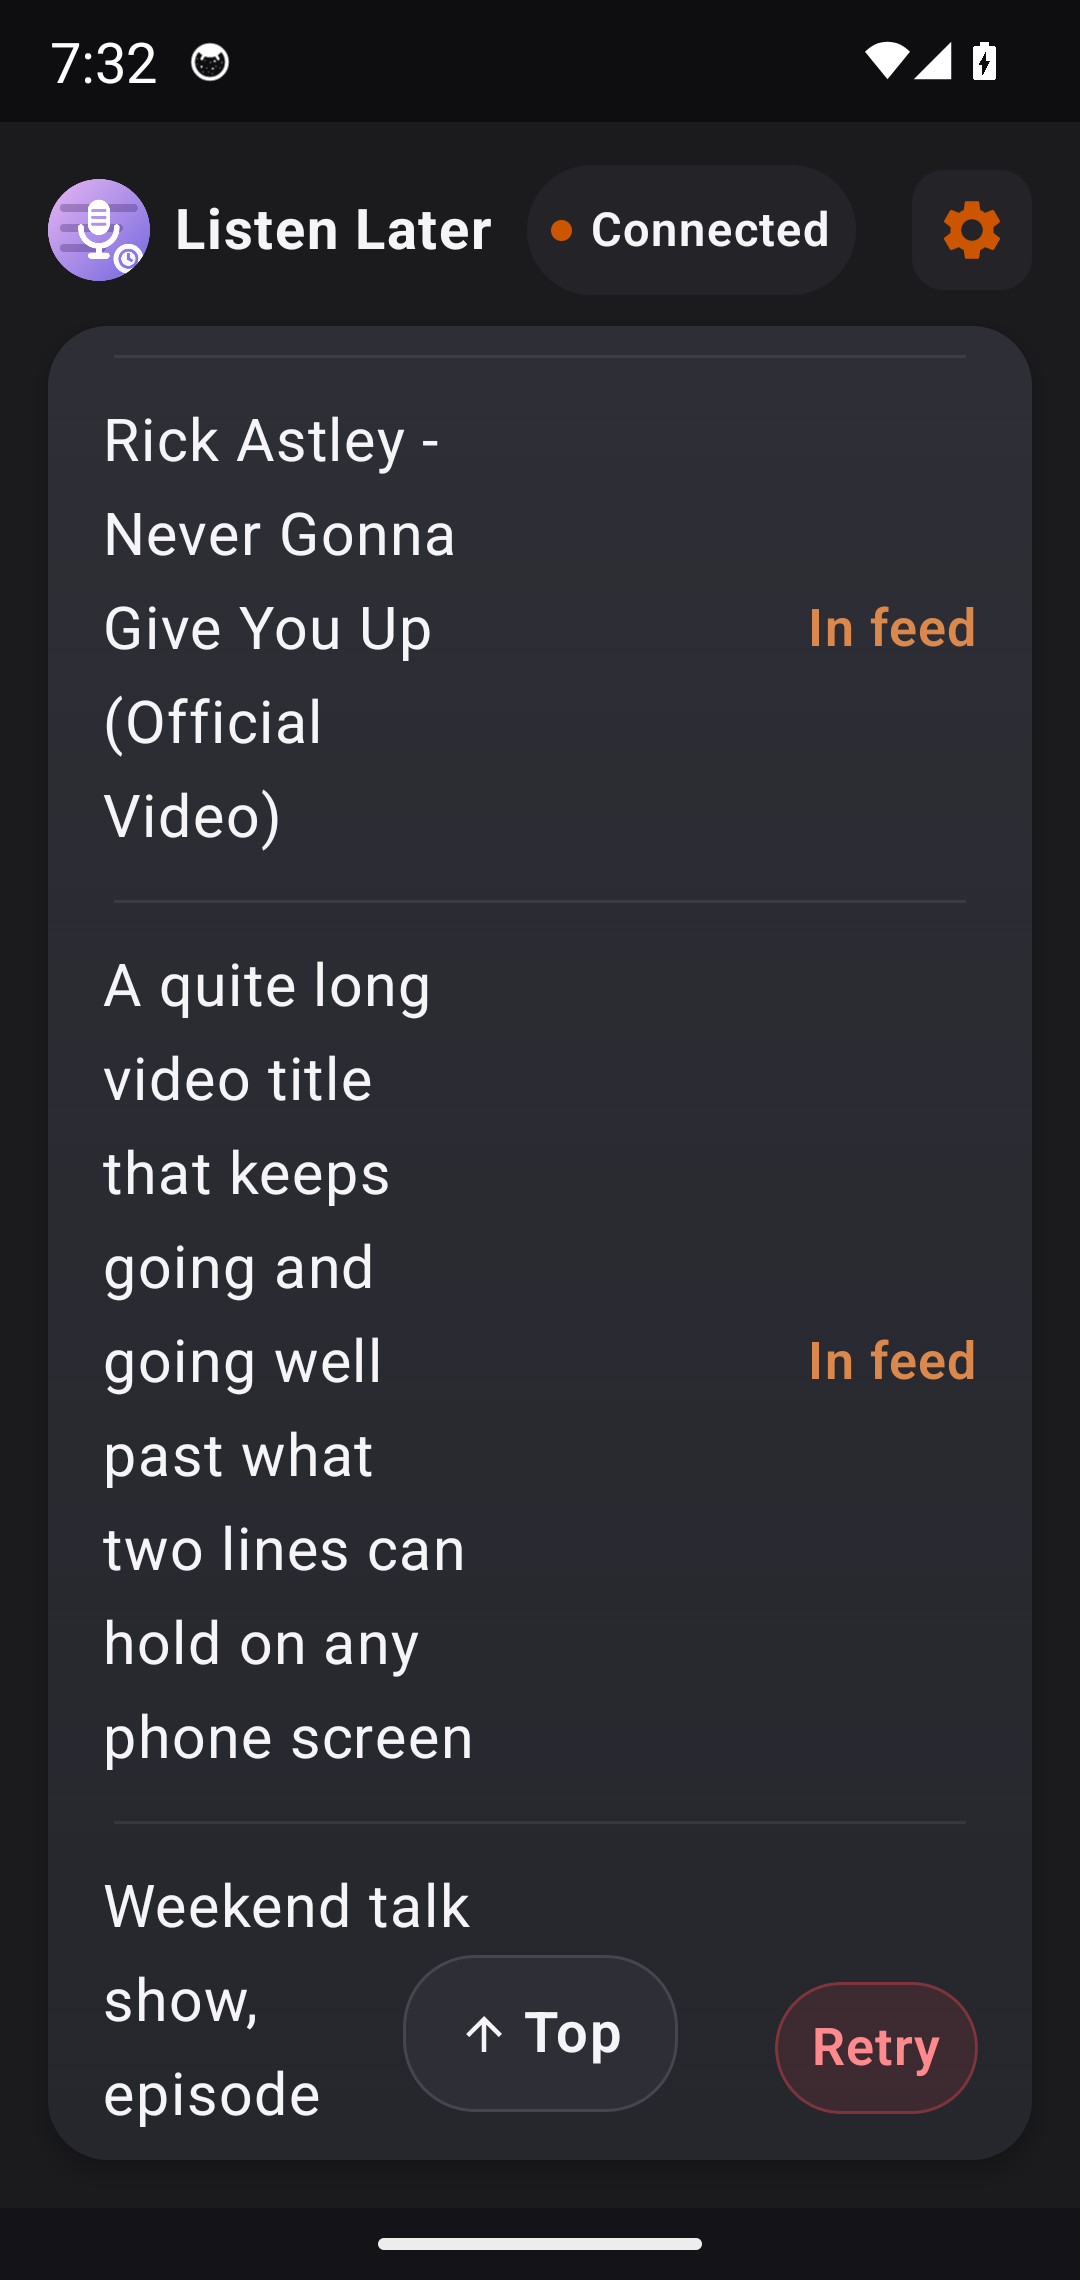 7:32
Listen Later
Connected
Rick Astley -
Never Gonna
Give You Up
(Official
Video)
In feed
A quite long
video title
that keeps
going and
going well
past what
two lines can
hold on any
phone screen
In feed
Weekend talk
show,
episode
↑ Top
Retry